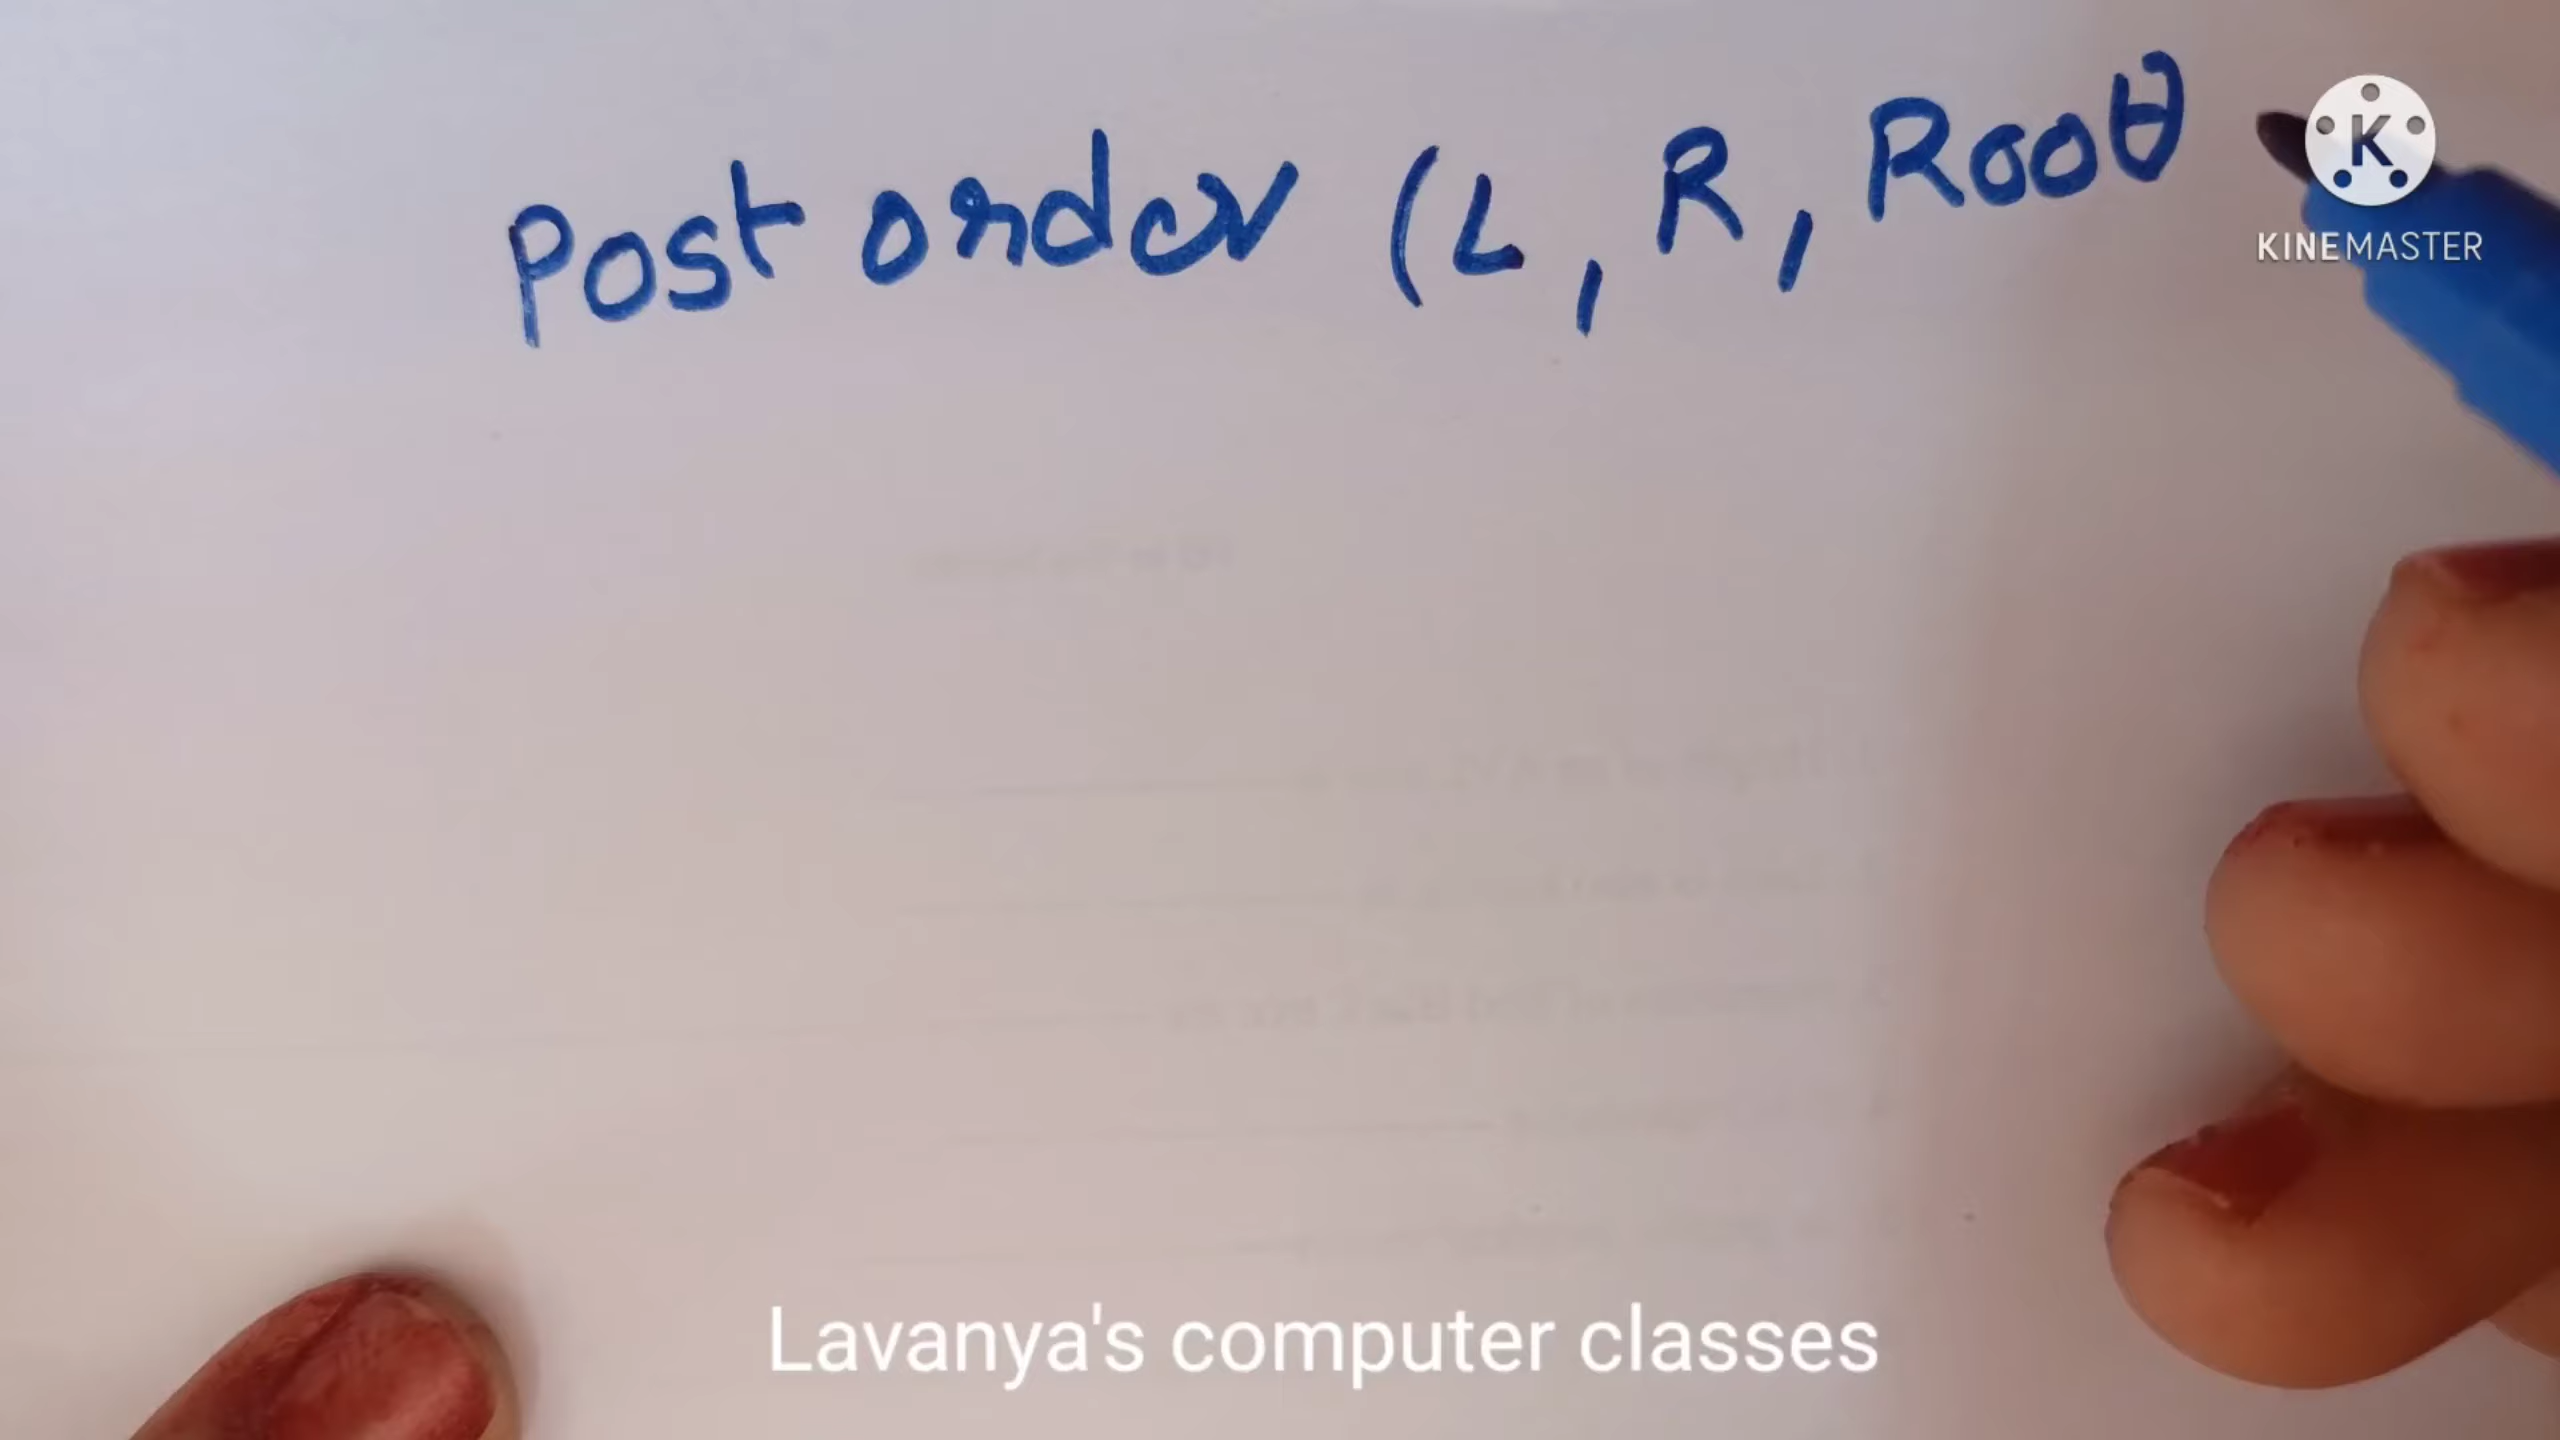 Post order (L, R, Root
K
KINEMASTER
Lavanya's computer classes